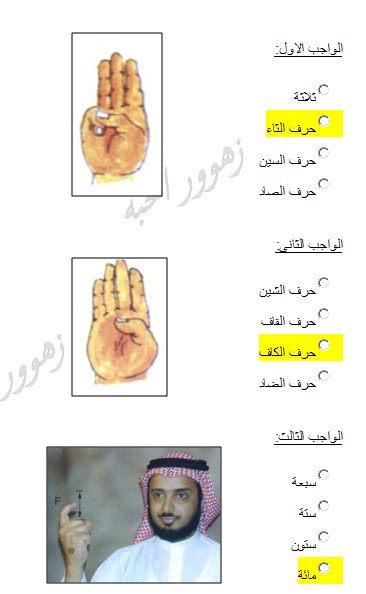 الواجب الاول:
ثلاثة
حرف الثاء
حرف السين
حرف الصاد
زهوور احبه
الواجب الثاني:
حرف الشين
حرف القاف
حرف الكاف
حرف الضاد
زهوور
الواجب الثالث:
سبعة
ستة
ستون
مائة
F